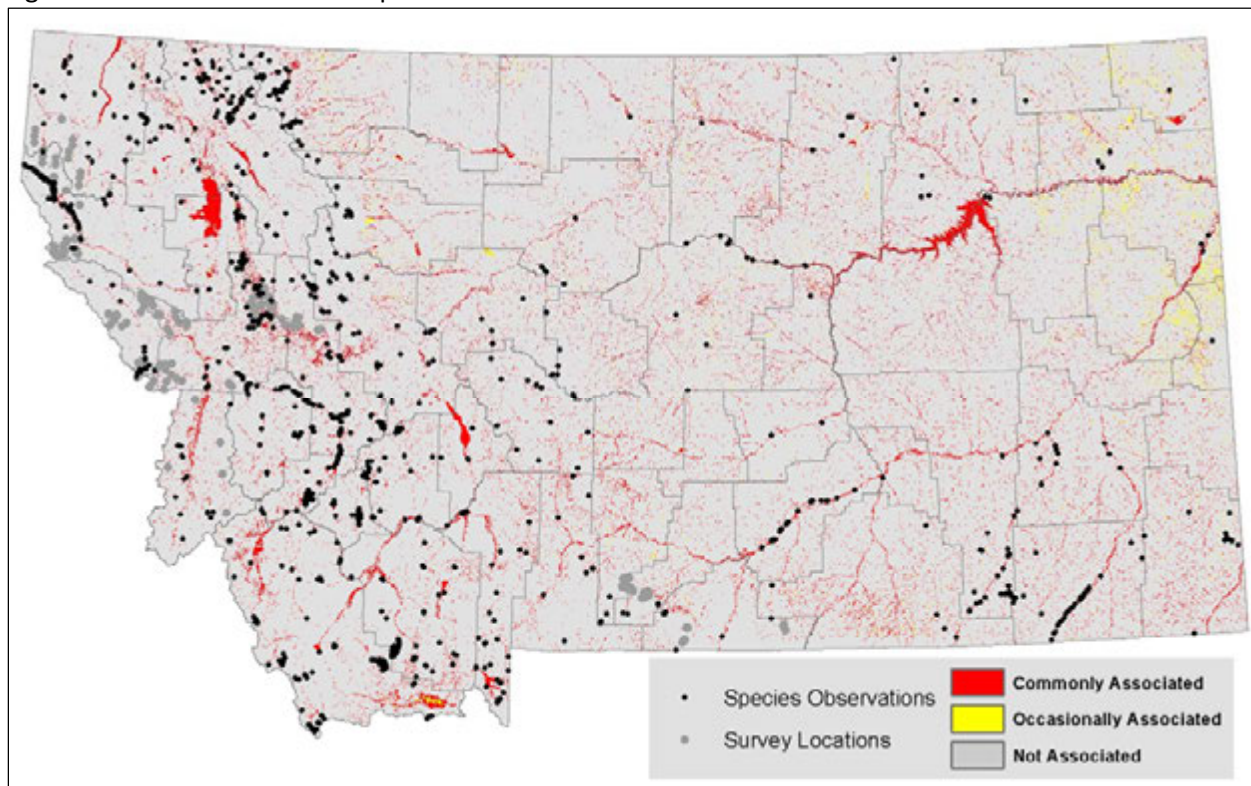 Species Observations
Survey Locations
Commonly Associated
Occasionally Associated
Not Associated